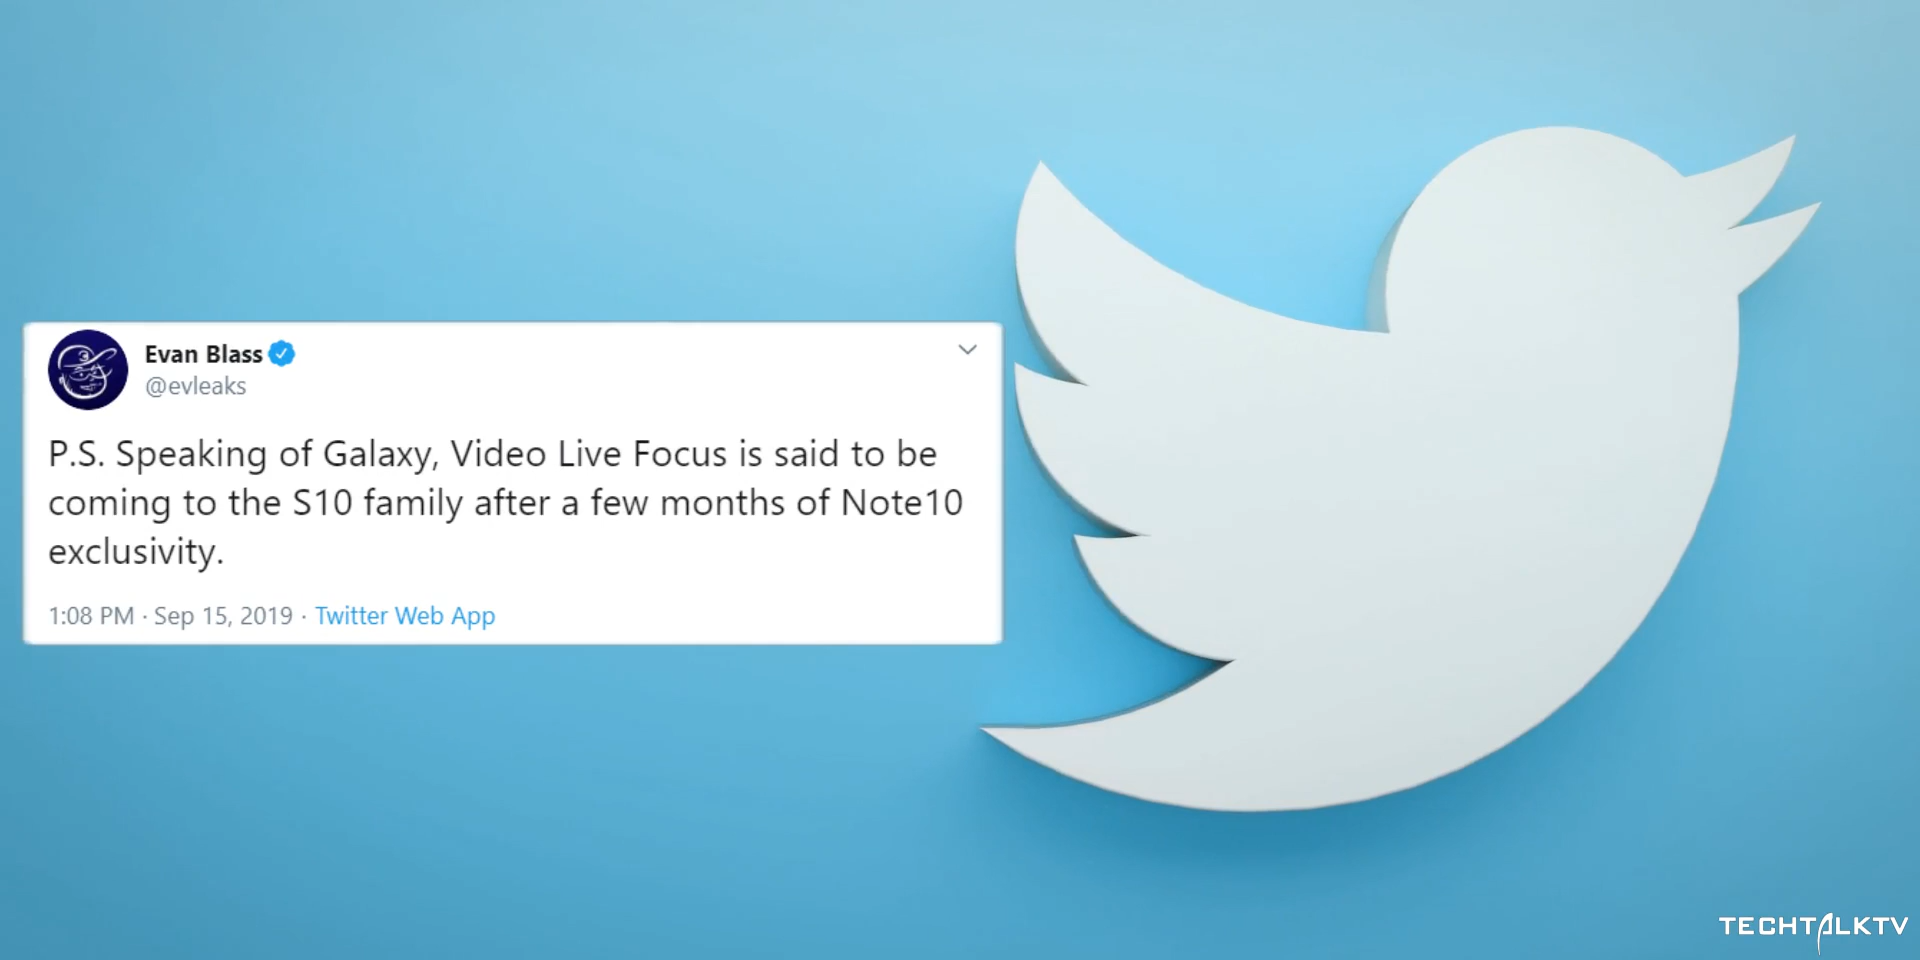 Evan Blass
@evleaks
P.S. Speaking of Galaxy, Video Live Focus is said to be
coming to the S10 family after a few months of Note10
exclusivity.
1:08 PM · Sep 15, 2019 · Twitter Web App
TECHTALKTV